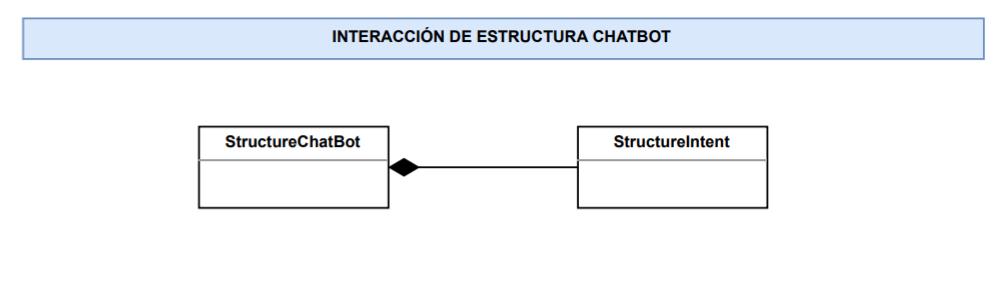 INTERACCIÓN DE ESTRUCTURA CHATBOT
StructureChatBot
StructureIntent